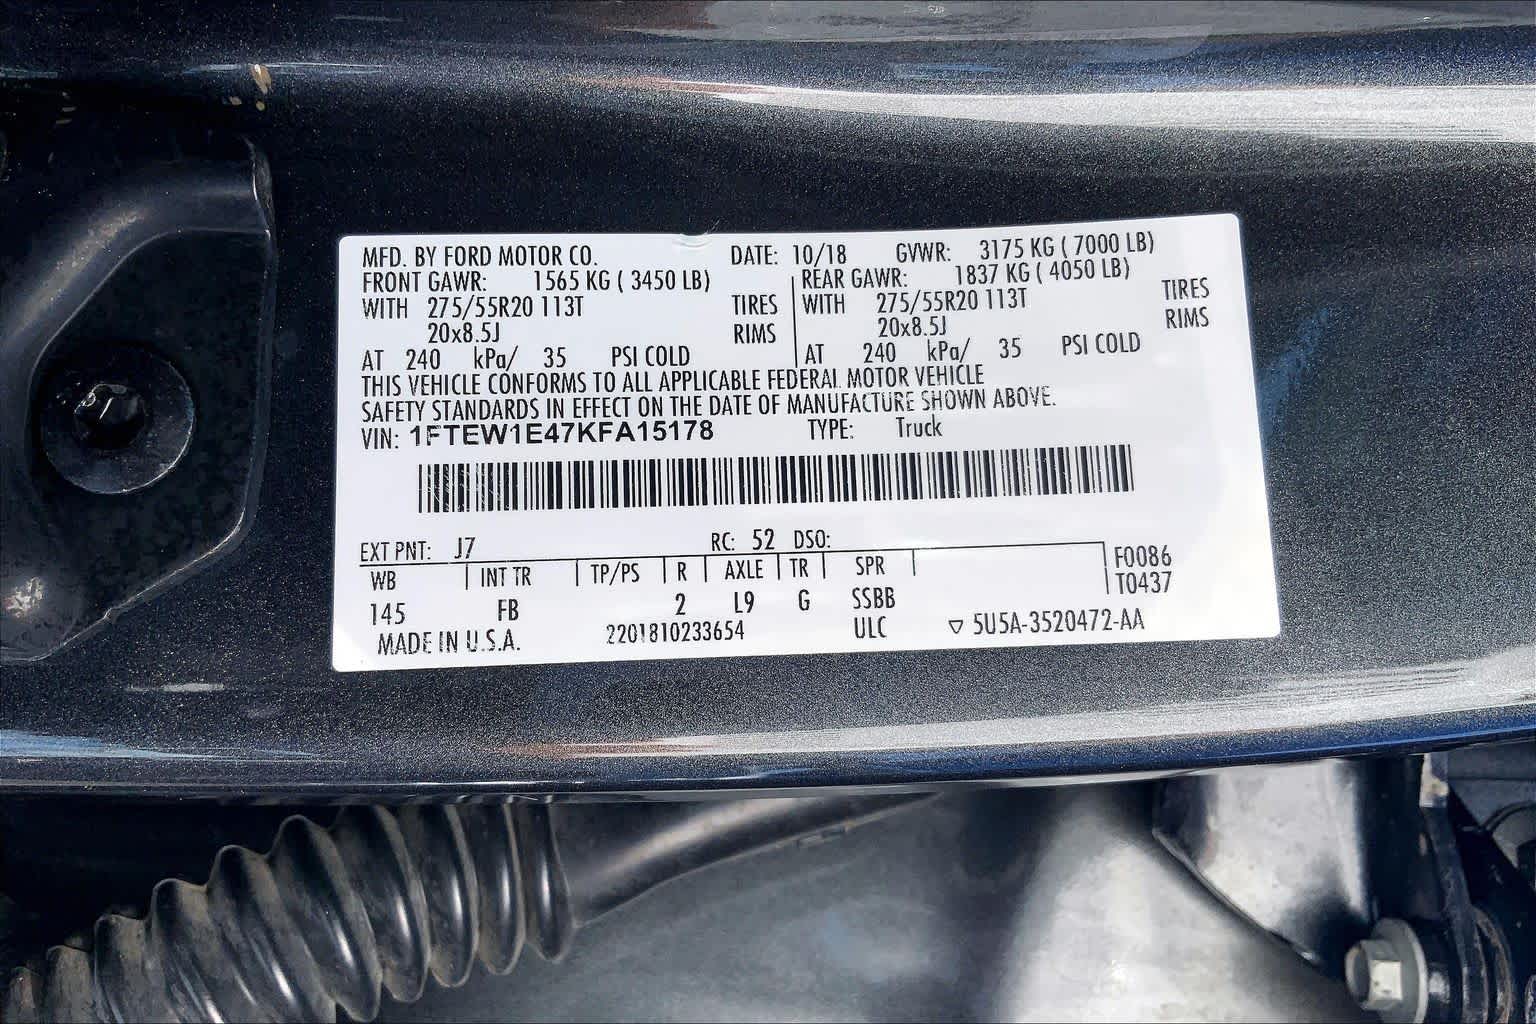 MFD. BY FORD MOTOR CO. DATE: 10/18 GVWR: 3175 KG ( 7000 LB)
FRONT GAWR: 1565 KG ( 3450 LB) REAR GAWR: 1837 KG ( 4050 LB)
WITH 275/55R20 113T TIRES WITH 275/55R20 113T TIRES
20x8.5J RIMS 20x8.5J RIMS
AT 240 kPa/ 35 PSI COLD AT 240 kPa/ 35 PSI COLD
THIS VEHICLE CONFORMS TO ALL APPLICABLE FEDERAL MOTOR VEHICLE
SAFETY STANDARDS IN EFFECT ON THE DATE OF MANUFACTURE SHOWN ABOVE.
VIN: 1FTEW1E47KFA15178 TYPE: Truck
EXT PNT: J7 RC: 52 DSO:
WB INT TR TP/PS R AXLE TR SPR F0086
145 FB 2 L9 G SSBB T0437
MADE IN U.S.A. 2201810233654 ULC ▽ 5U5A-3520472-AA